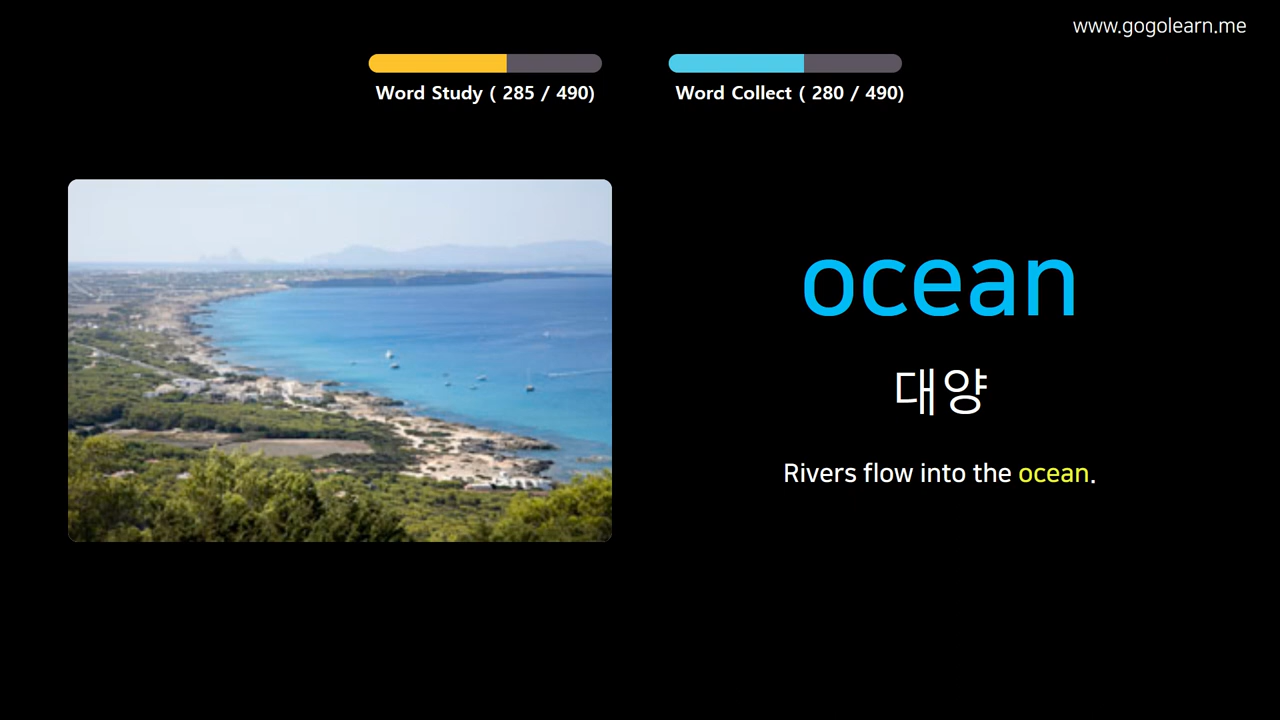 www.gogolearn.me
Word Study ( 285 / 490)
Word Collect ( 280 / 490)
ocean
대양
Rivers flow into the ocean.